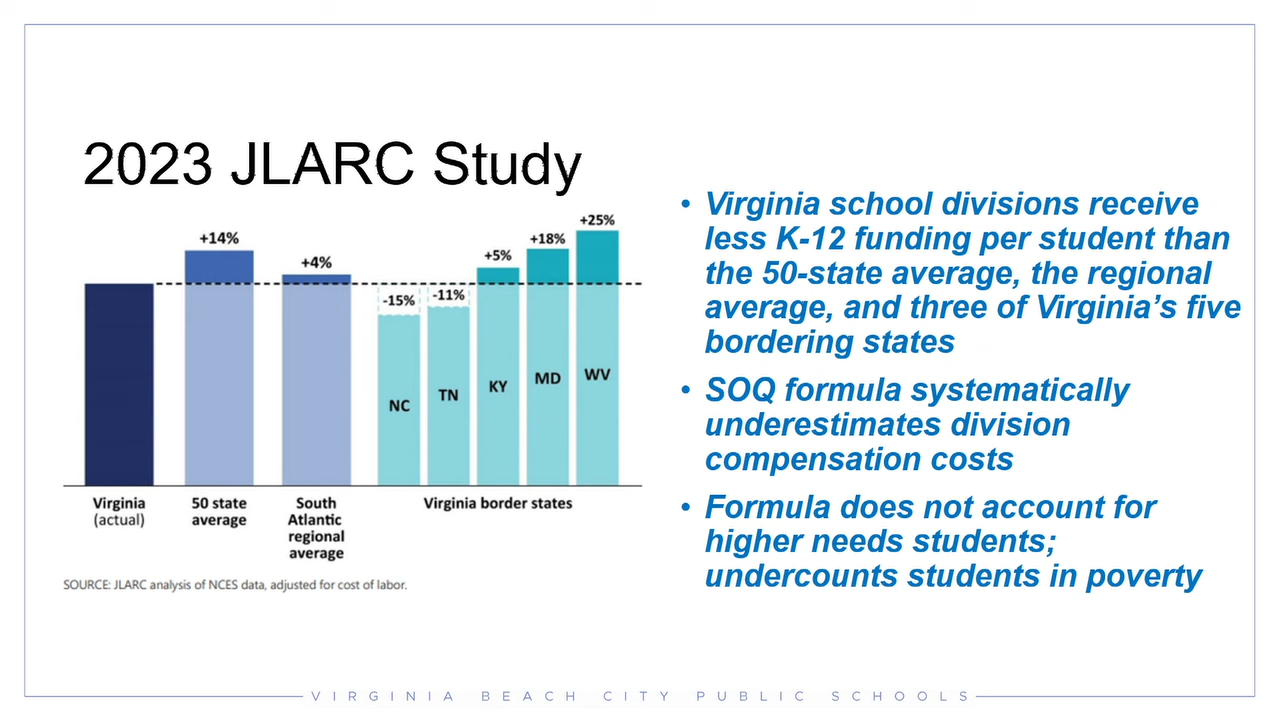 2023 JLARC Study
+14%
+4%
-15%
-11%
+5%
+18%
+25%
NC
TN
KY
MD
WV
Virginia
(actual)
50 state
average
South
Atlantic
regional
average
Virginia border states
SOURCE: JLARC analysis of NCES data, adjusted for cost of labor.
• Virginia school divisions receive
less K-12 funding per student than
the 50-state average, the regional
average, and three of Virginia’s five
bordering states
• SOQ formula systematically
underestimates division
compensation costs
• Formula does not account for
higher needs students;
undercounts students in poverty
VIRGINIA BEACH CITY PUBLIC SCHOOLS